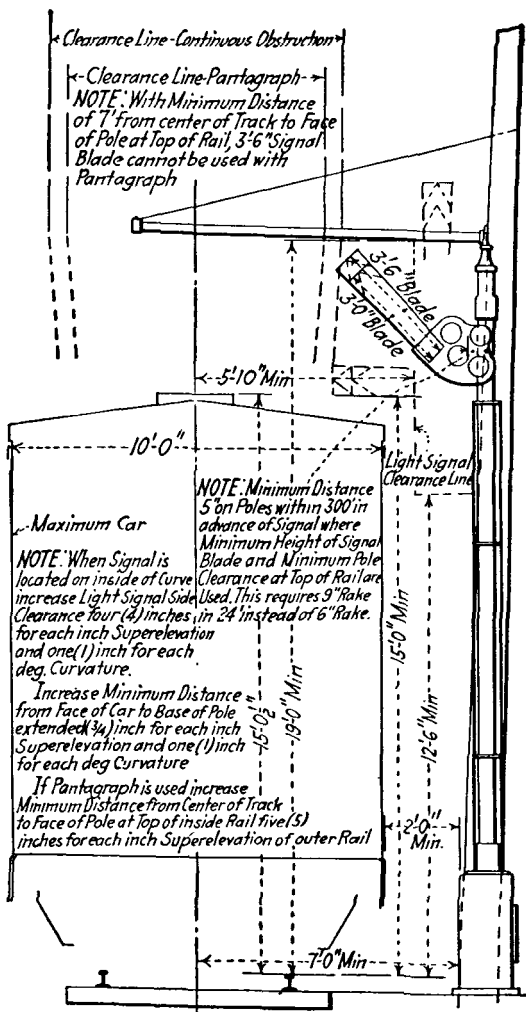 Clearance Line-Continuous Obstruction
Clearance Line-Pantagraph
NOTE: With Minimum Distance
of 7' from center of Track to Face
of Pole at Top of Rail, 3'-6" Signal
Blade cannot be used with
Pantagraph
3'-6" Blade
3'-0" Blade
5'-10" Min
10'-0"
Light Signal
Clearance Line
Maximum Car
NOTE: Minimum Distance
5" on Poles within 300' in
advance of Signal where
Minimum Height of Signal
Blade and Minimum Pole
Clearance at Top of Rail are
Used. This requires 9" Rake
in 24' instead of 6" Rake.
NOTE: When Signal is
located on inside of Curve
increase Light Signal Side
Clearance four (4) inches
for each inch Superelevation
and one (1) inch for each
deg. Curvature.
Increase Minimum Distance
from Face of Car to Base of Pole
extended (3/4) inch for each inch
Superelevation and one (1) inch
for each deg Curvature
If Pantagraph is used increase
Minimum Distance from Center of Track
to Face of Pole at Top of inside Rail five (5)
inches for each inch Superelevation of outer Rail
15'-0½"
19'-0" Min
15'-0" Min
12'-6" Min
2'-0"
Min.
7'-0" Min